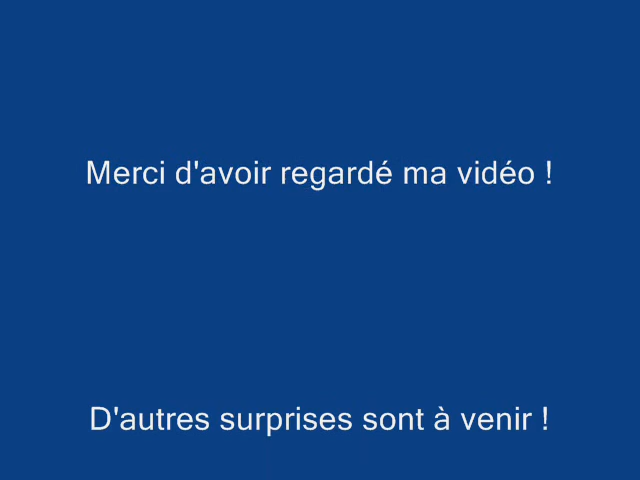 Merci d'avoir regardé ma vidéo !
D'autres surprises sont à venir !